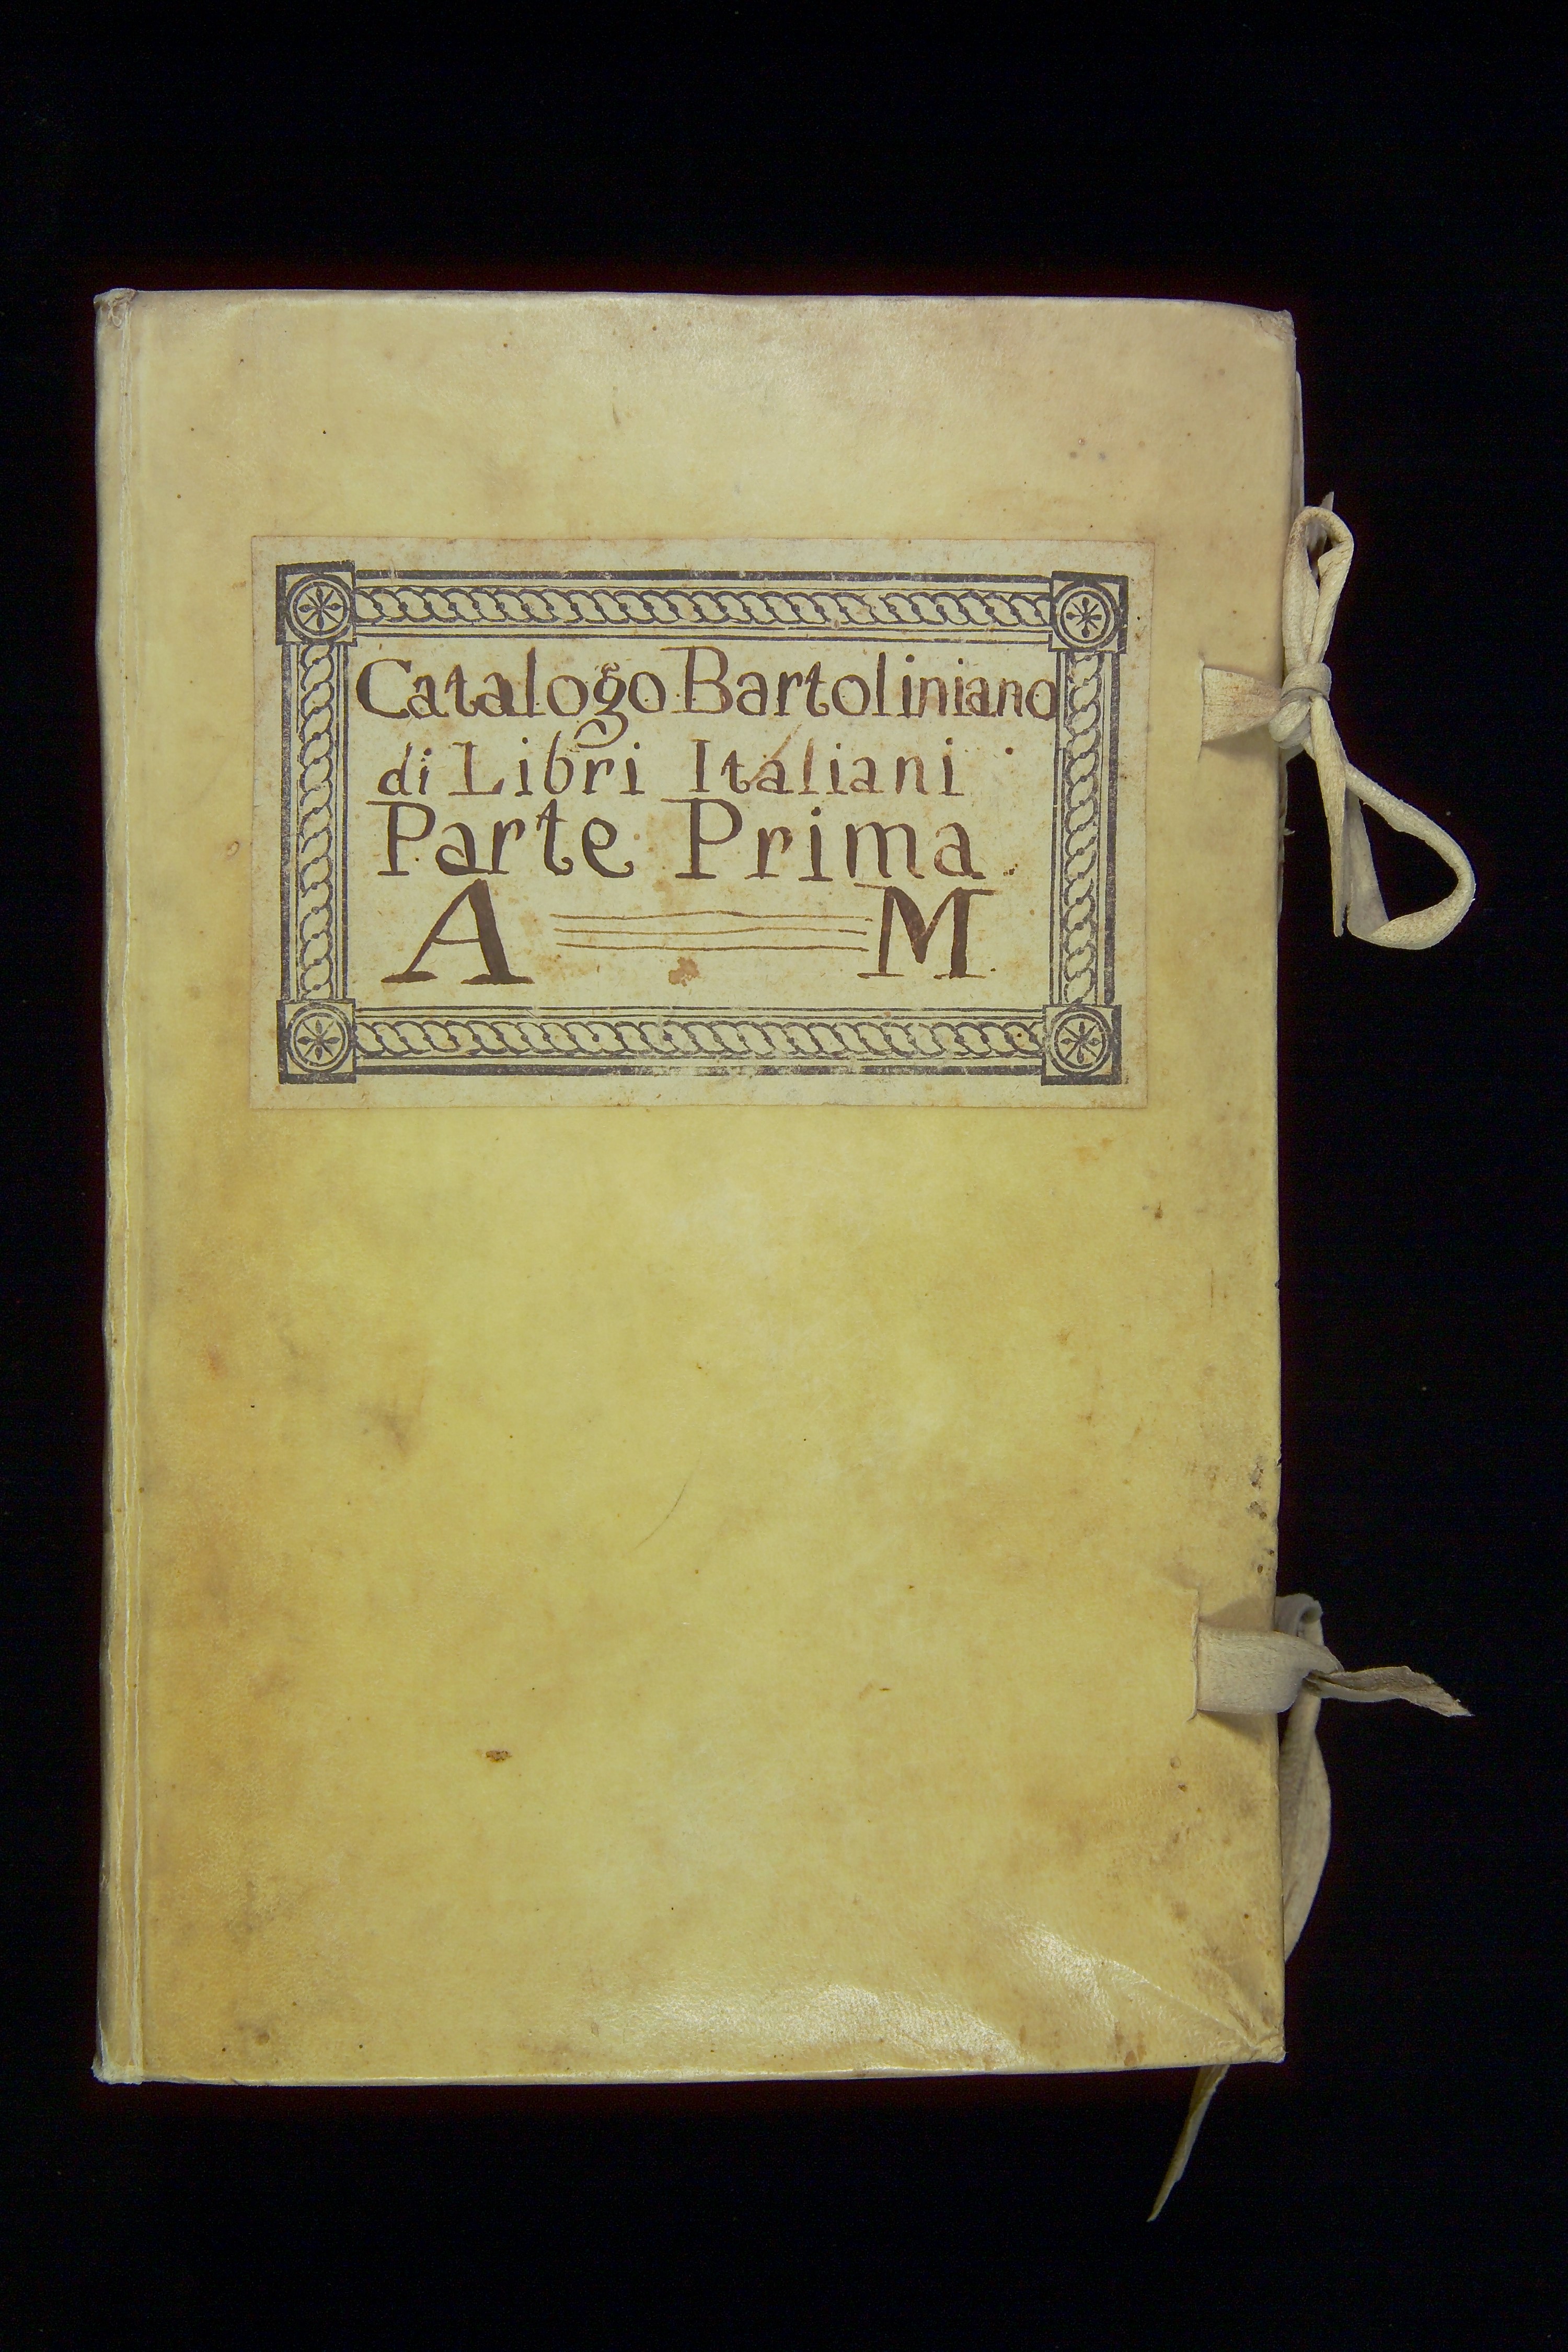 Catalogo Bartoliniano
di Libri Italiani
Parte Prima.
A M.